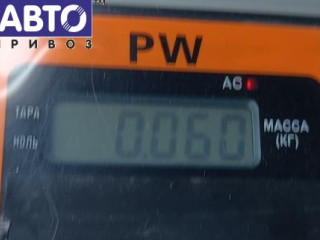 АВТО
ПРИВОЗ
PW
AC
ТАРА
0.060
МАССА
НОЛЬ
(КГ)